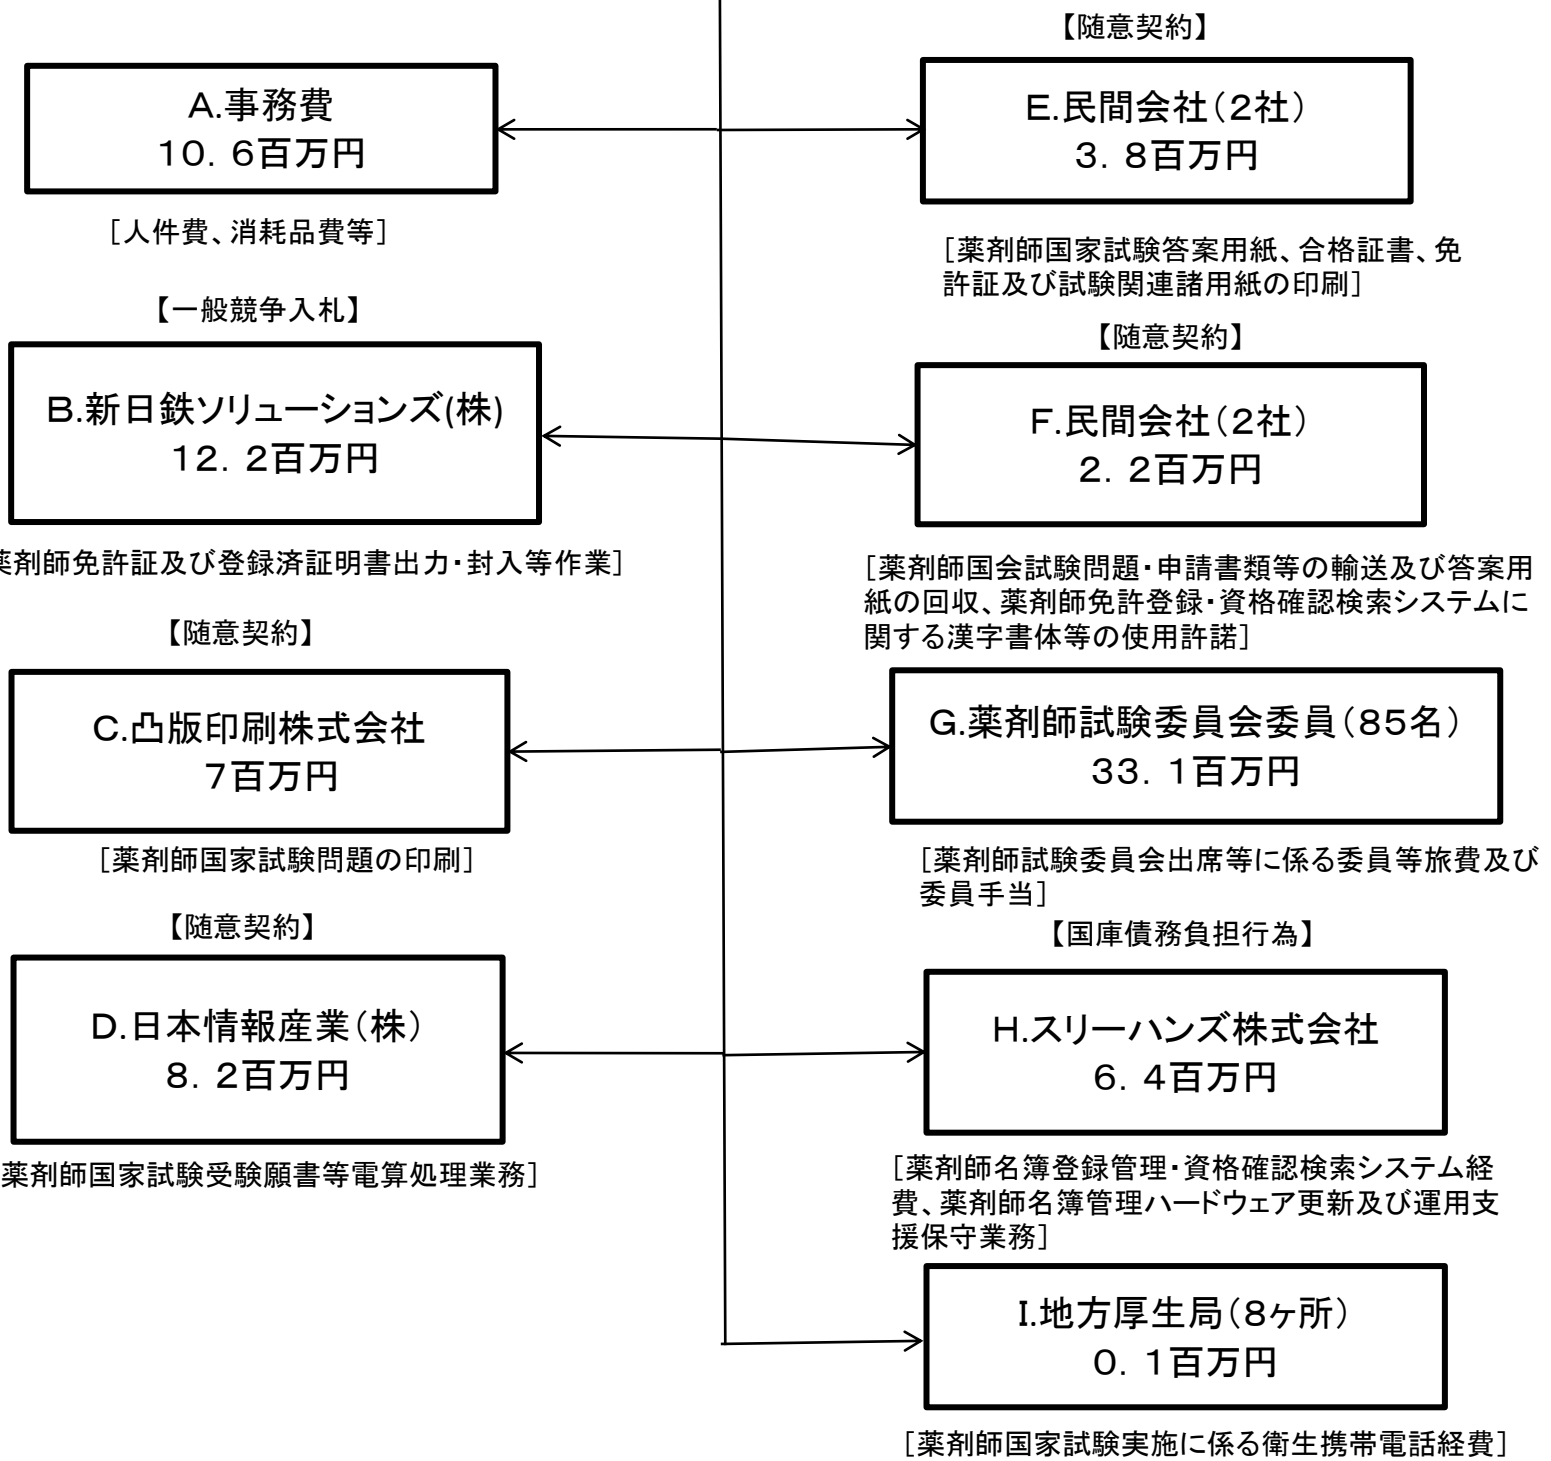 A.事務費
10．6百万円
［人件費、消耗品費等］
【一般競争入札】
B.新日鉄ソリューションズ(株)
12．2百万円
薬剤師免許証及び登録済証明書出力・封入等作業］
【随意契約】
C.凸版印刷株式会社
7百万円
［薬剤師国家試験問題の印刷］
【随意契約】
D.日本情報産業（株）
8．2百万円
薬剤師国家試験受験願書等電算処理業務］
【随意契約】
E.民間会社（2社）
3．8百万円
［薬剤師国家試験答案用紙、合格証書、免
許証及び試験関連諸用紙の印刷］
【随意契約】
F.民間会社（2社）
2．2百万円
［薬剤師国会試験問題・申請書類等の輸送及び答案用
紙の回収、薬剤師免許登録・資格確認検索システムに
関する漢字書体等の使用許諾］
G.薬剤師試験委員会委員（85名）
33．1百万円
［薬剤師試験委員会出席等に係る委員等旅費及び
委員手当］
【国庫債務負担行為】
H.スリーハンズ株式会社
6．4百万円
［薬剤師名簿登録管理・資格確認検索システム経
費、薬剤師名簿管理ハードウェア更新及び運用支
援保守業務］
I.地方厚生局（8ヶ所）
0．1百万円
［薬剤師国家試験実施に係る衛生携帯電話経費］